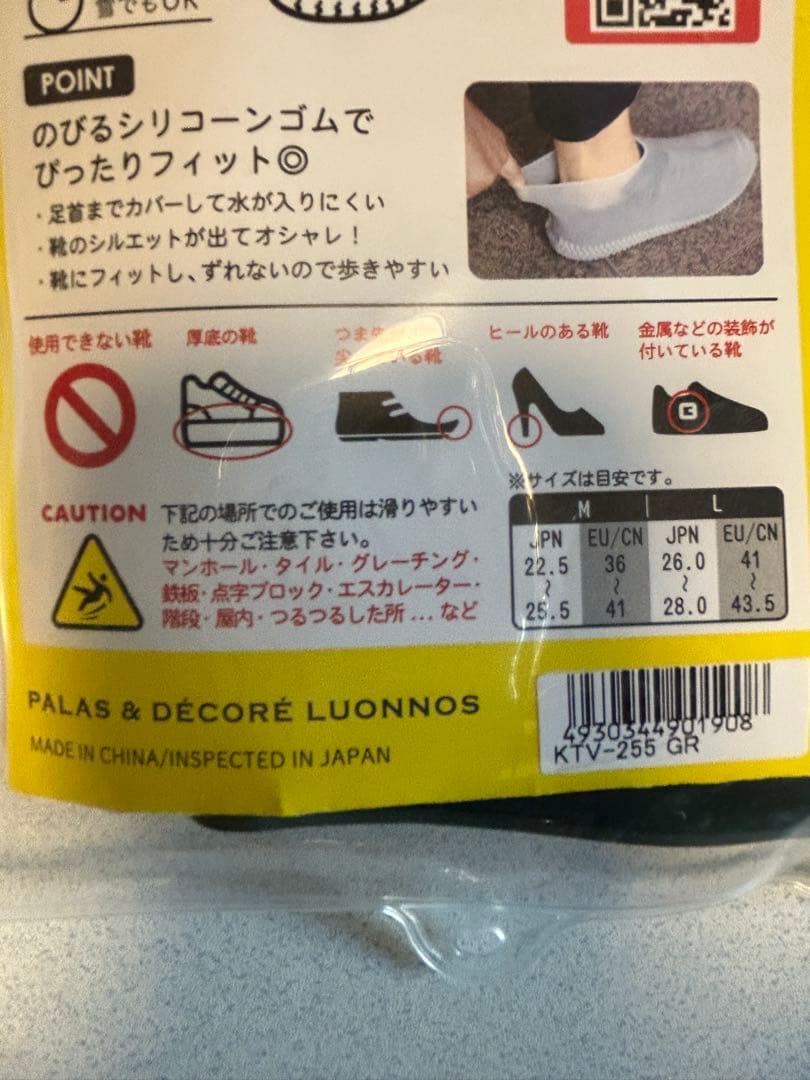 雪でもOK
POINT
のびるシリコーンゴムで
ぴったりフィット◎
・足首までカバーして水が入りにくい
・靴のシルエットが出てオシャレ！
・靴にフィットし、ずれないので歩きやすい
使用できない靴
厚底の靴
つま
いる靴
ヒールのある靴
金属などの装飾が
付いている靴
CAUTION
下記の場所でのご使用は滑りやすい
ため十分ご注意下さい。
マンホール・タイル・グレーチング・
鉄板・点字ブロック・エスカレーター・
階段・屋内・つるつるした所…など
※サイズは目安です。
M L
JPN EU/CN JPN EU/CN
22.5 36 26.0 41
～ ～ ～ ～
25.5 41 28.0 43.5
PALAS & DÉCORÉ LUONNOS
MADE IN CHINA/INSPECTED IN JAPAN
4930344901908
KTV-255 GR